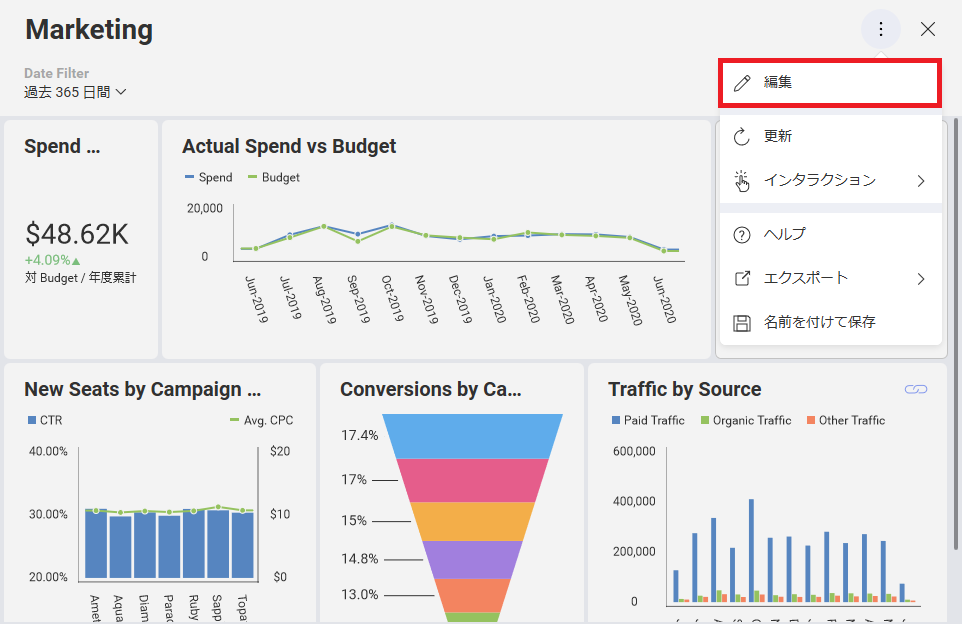 Marketing
Date Filter
過去 365 日間
編集
更新
インタラクション
ヘルプ
エクスポート
名前を付けて保存
Spend ...
$48.62K
+4.09%▲
対 Budget / 年度累計
Actual Spend vs Budget
Spend
Budget
20,000
0
Jun-2019
Jul-2019
Aug-2019
Sep-2019
Oct-2019
Nov-2019
Dec-2019
Jan-2020
Feb-2020
Mar-2020
Apr-2020
May-2020
Jun-2020
New Seats by Campaign ...
CTR
Avg. CPC
40.00%
30.00%
20.00%
$20
$10
$0
Amet
Aqua
Diam
Parad
Ruby
Sapp
Topa
Conversions by Ca...
17.4%
17%
15%
14.8%
13.0%
Traffic by Source
Paid Traffic
Organic Traffic
Other Traffic
600,000
400,000
200,000
0